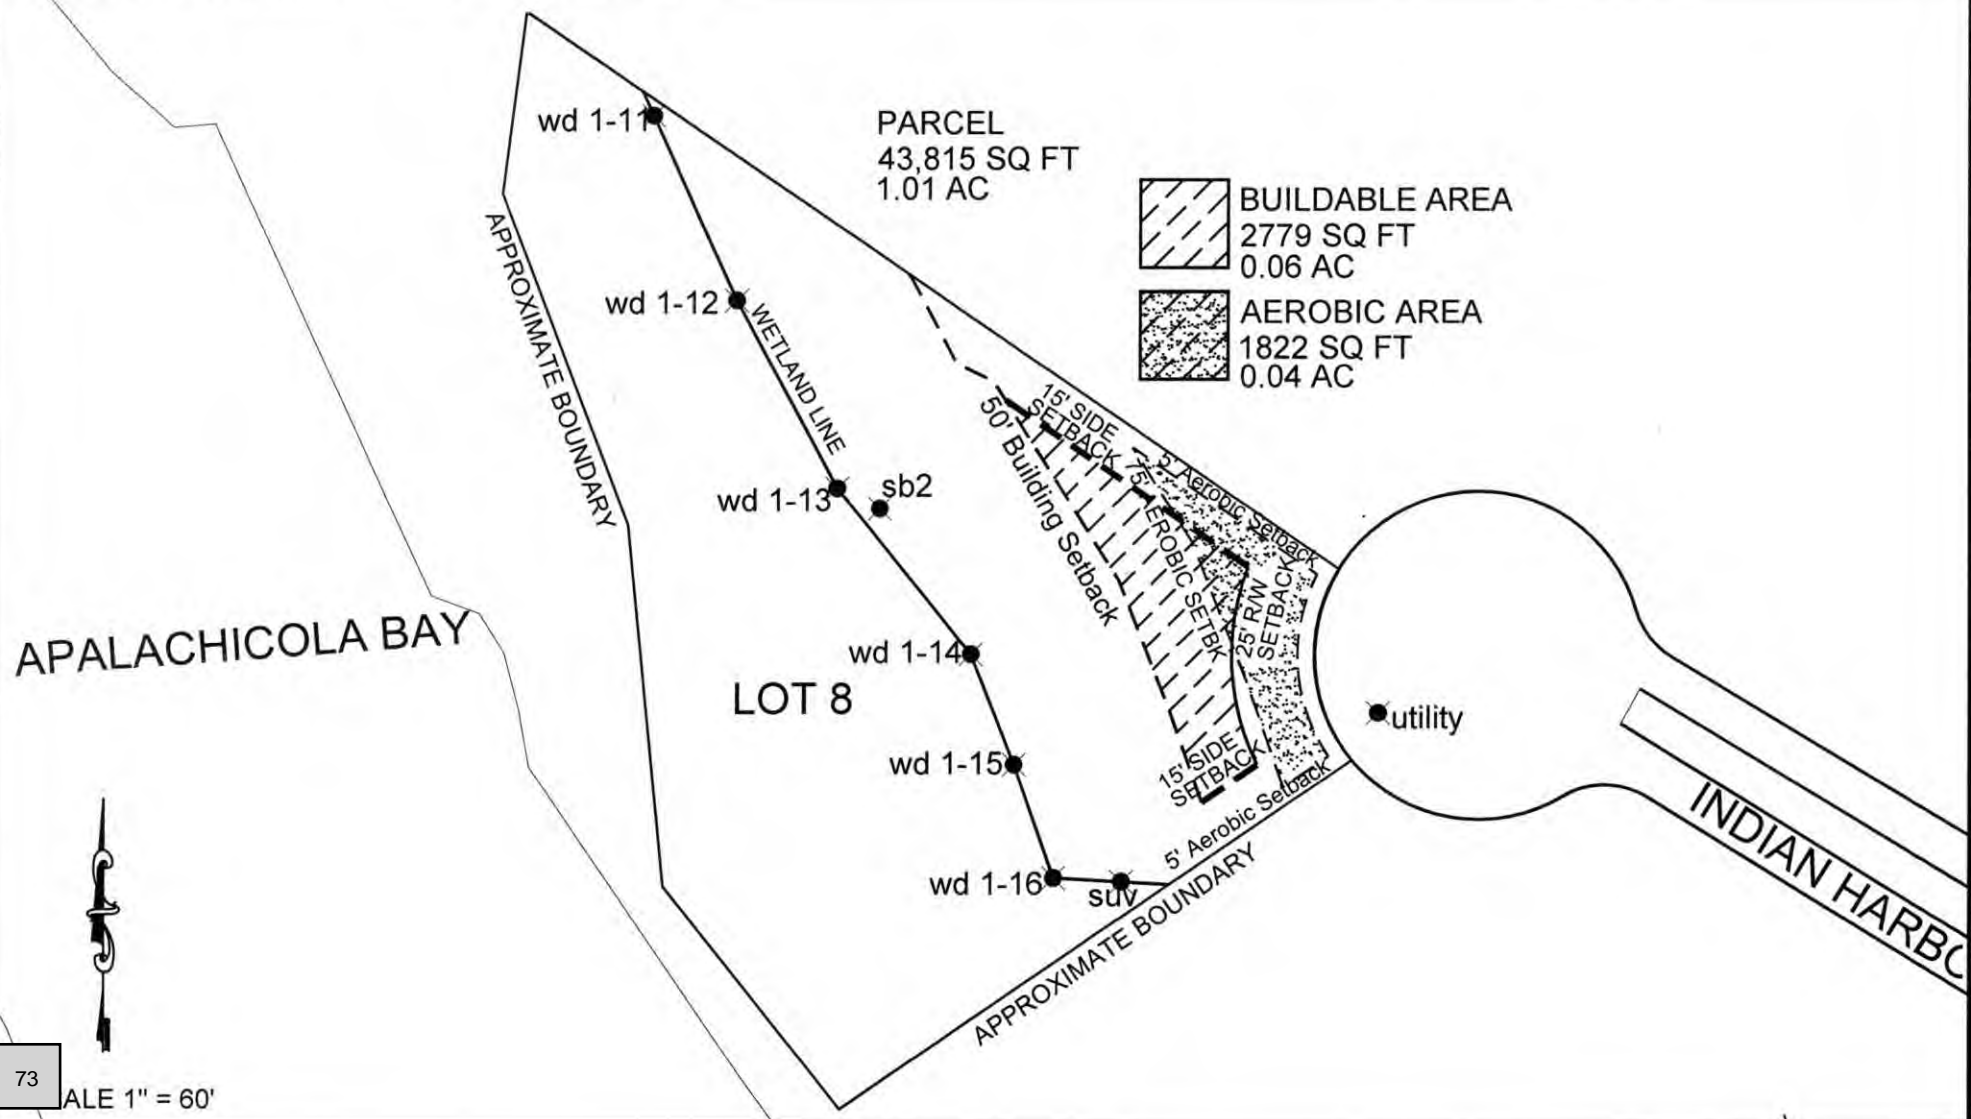 wd 1-11
PARCEL
43,815 SQ FT
1.01 AC
BUILDABLE AREA
2779 SQ FT
0.06 AC
AEROBIC AREA
1822 SQ FT
0.04 AC
APPROXIMATE BOUNDARY
wd 1-12
WETLAND LINE
15' SIDE
SETBACK
50' Building Setback
5' Aerobic Setback
75' AEROBIC SETBK
wd 1-13
sb2
25' R/W
SETBACK
APALACHICOLA BAY
wd 1-14
LOT 8
utility
wd 1-15
15' SIDE
SETBACK
5' Aerobic Setback
wd 1-16
suv
APPROXIMATE BOUNDARY
INDIAN HARBO
73
ALE 1" = 60'